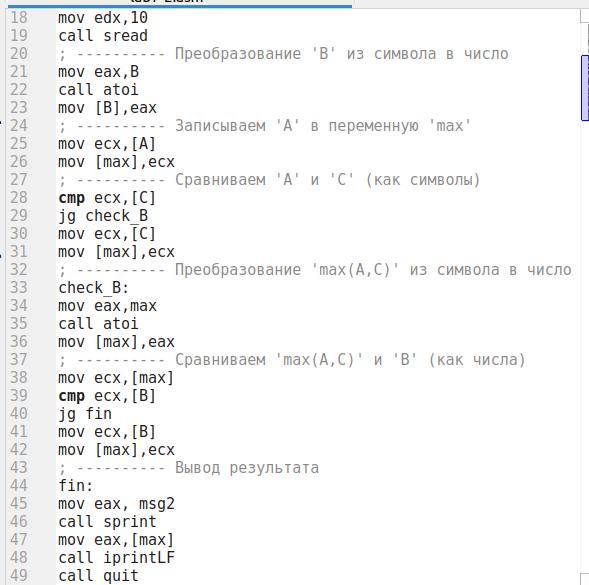 18 mov edx,10
19 call sread
20 ; ---------- Преобразование 'B' из символа в число
21 mov eax,B
22 call atoi
23 mov [B],eax
24 ; ---------- Записываем 'A' в переменную 'max'
25 mov ecx,[A]
26 mov [max],ecx
27 ; ---------- Сравниваем 'A' и 'С' (как символы)
28 cmp ecx,[C]
29 jg check_B
30 mov ecx,[C]
31 mov [max],ecx
32 ; ---------- Преобразование 'max(A,C)' из символа в число
33 check_B:
34 mov eax,max
35 call atoi
36 mov [max],eax
37 ; ---------- Сравниваем 'max(A,C)' и 'B' (как числа)
38 mov ecx,[max]
39 cmp ecx,[B]
40 jg fin
41 mov ecx,[B]
42 mov [max],ecx
43 ; ---------- Вывод результата
44 fin:
45 mov eax, msg2
46 call sprint
47 mov eax,[max]
48 call iprintLF
49 call quit